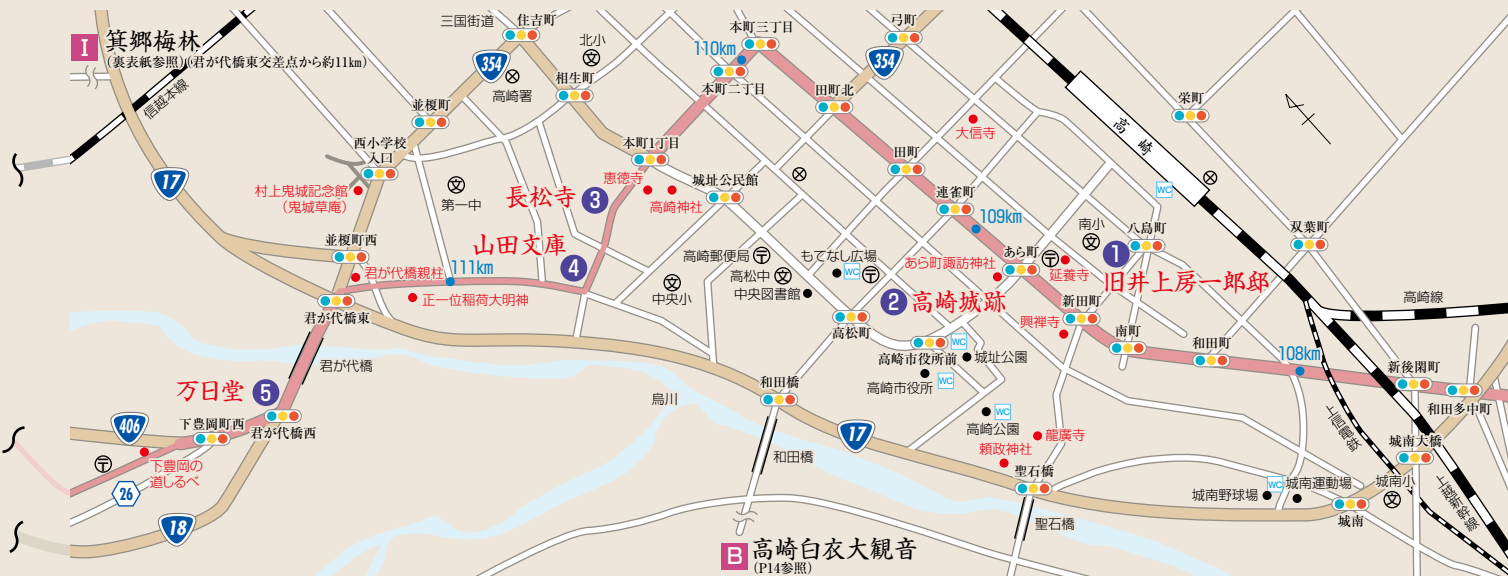 I 箕郷梅林
(裏表紙参照)(君が代橋東交差点から約11km)
信越本線
17
三国街道
住吉町
354
高崎署
北小
文
相生町
並榎町
西小学校
入口
村上鬼城記念館
(鬼城草庵)
文
第一中
並榎町西
君が代橋親柱
111km
正一位稲荷大明神
君が代橋東
君が代橋
万日堂 5
君が代橋西
下豊岡町西
406
下豊岡の
道しるべ
26
18
本町三丁目
110km
本町二丁目
本町1丁目
恵徳寺
高崎神社
長松寺 3
山田文庫
4
文
中央小
弓町
354
田町北
大信寺
田町
城址公民館
連雀町
109km
高崎郵便局
もてなし広場
WC
高松中 文
中央図書館
高松町
あら町
あら町諏訪神社
延養寺
南小
文
1
旧井上房一郎邸
八島町
2 高崎城跡
新田町
興禅寺
南町
和田町
108km
高崎市役所前
WC
城址公園
高崎市役所
WC
高崎公園
WC
龍廣寺
頼政神社
聖石橋
聖石橋
和田橋
和田橋
烏川
17
高崎
WC
栄町
双葉町
高崎線
新後閑町
和田多中町
上信電鉄
城南大橋
上越新幹線
城南小
文
城南野球場
WC
城南運動場
城南
B 高崎白衣大観音
(P14参照)